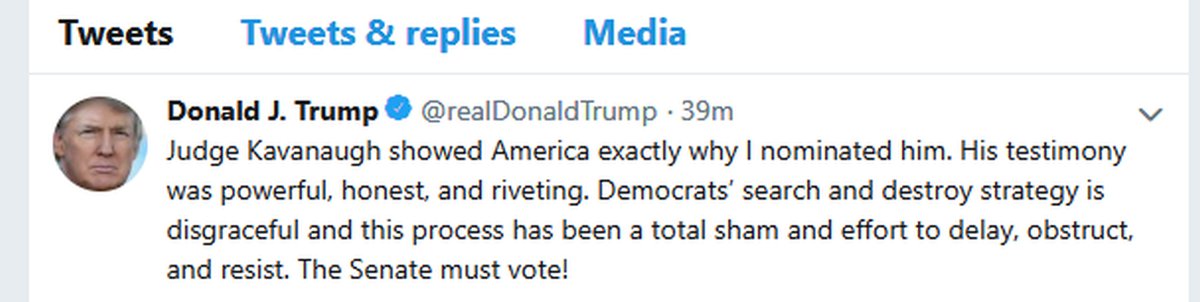 Tweets Tweets & replies Media
Donald J. Trump @realDonaldTrump · 39m
Judge Kavanaugh showed America exactly why I nominated him. His testimony
was powerful, honest, and riveting. Democrats’ search and destroy strategy is
disgraceful and this process has been a total sham and effort to delay, obstruct,
and resist. The Senate must vote!